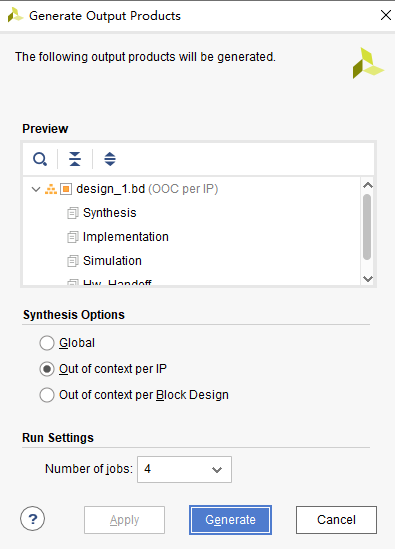 Generate Output Products
The following output products will be generated.
Preview
design_1.bd (OOC per IP)
Synthesis
Implementation
Simulation
Hw_Handoff
Synthesis Options
Global
Out of context per IP
Out of context per Block Design
Run Settings
Number of jobs: 4
? Apply Generate Cancel